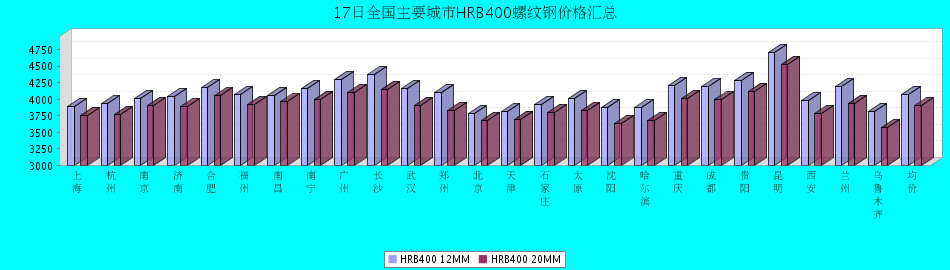 17日全国主要城市HRB400螺纹钢价格汇总
4750
4500
4250
4000
3750
3500
3250
3000
上海
杭州
南京
济南
合肥
福州
南昌
南宁
广州
长沙
武汉
郑州
北京
天津
石家庄
太原
沈阳
哈尔滨
重庆
成都
贵阳
昆明
西安
兰州
乌鲁木齐
均价
HRB400 12MM HRB400 20MM